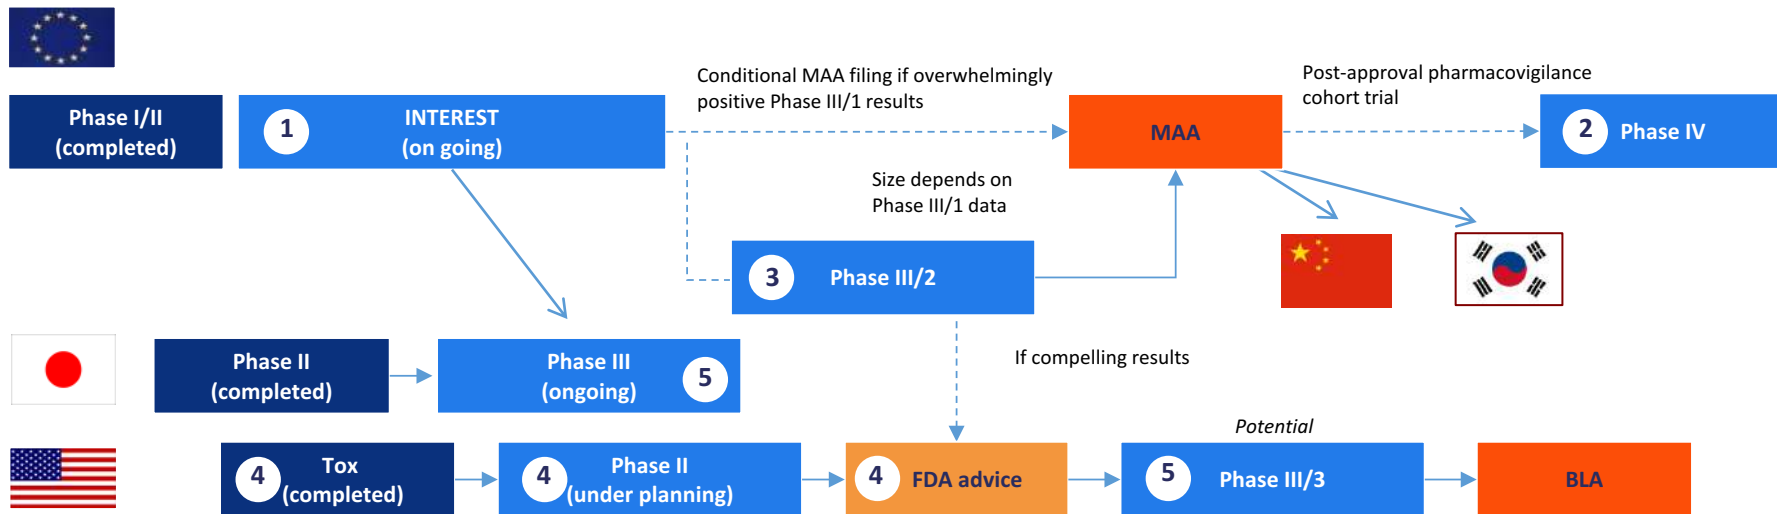 Conditional MAA filing if overwhelmingly
positive Phase III/1 results
Post-approval pharmacovigilance
cohort trial
Phase I/II
(completed)
1
INTEREST
(on going)
MAA
2
Phase IV
Size depends on
Phase III/1 data
3
Phase III/2
If compelling results
Phase II
(completed)
Phase III
(ongoing)
5
Potential
4
Tox
(completed)
4
Phase II
(under planning)
4
FDA advice
5
Phase III/3
BLA